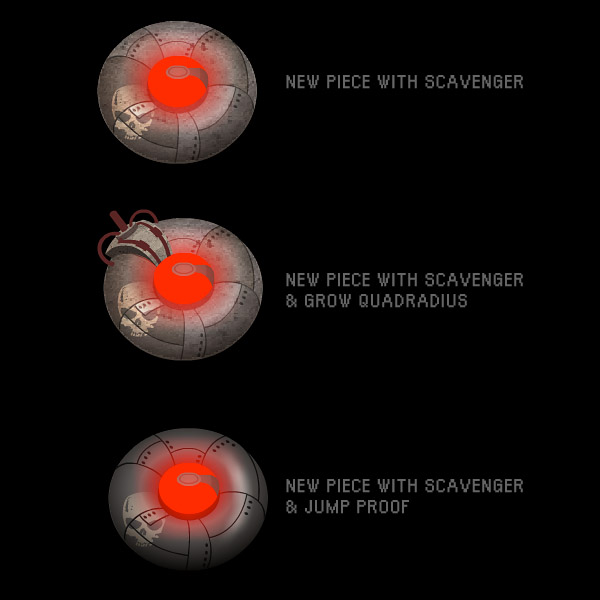 NEW PIECE WITH SCAVENGER
NEW PIECE WITH SCAVENGER
& GROW QUADRADIUS
NEW PIECE WITH SCAVENGER
& JUMP PROOF